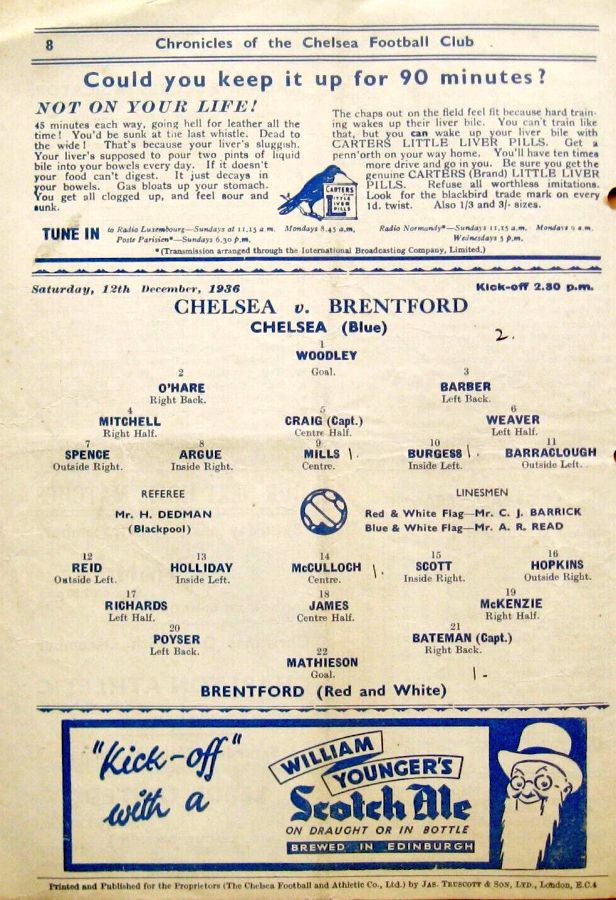 8
Chronicles of the Chelsea Football Club
Could you keep it up for 90 minutes?
NOT ON YOUR LIFE!
45 minutes each way, going hell for leather all the
time! You'd be sunk at the last whistle. Dead to
the wide! That's because your liver's sluggish.
Your liver's supposed to pour two pints of liquid
bile into your bowels every day. If it doesn't
your food can't digest. It just decays in
your bowels. Gas bloats up your stomach.
You get all clogged up, and feel sour and
sunk.
The chaps out on the field feel fit because hard train-
ing wakes up their liver bile. You can't train like
that, but you can wake up your liver bile with
CARTERS LITTLE LIVER PILLS. Get a
penn'orth on your way home. You'll have ten times
more drive and go in you. Be sure you get the
genuine CARTERS (Brand) LITTLE LIVER
PILLS. Refuse all worthless imitations.
Look for the blackbird trade mark on every
1d. twist. Also 1/3 and 3/- sizes.
CARTERS
LITTLE
LIVER
PILLS
TUNE IN to Radio Luxembourg—Sundays at 11.15 a.m. Mondays 8.45 a.m. Radio Normandy*—Sundays 11.15 a.m. Mondays 9 a.m.
Poste Parisien*—Sundays 6.30 p.m. Wednesdays 5 p.m.
*(Transmission arranged through the International Broadcasting Company, Limited.)
Saturday, 12th December, 1936 Kick-off 2.30 p.m.
CHELSEA v. BRENTFORD
CHELSEA (Blue)
2.
1
WOODLEY
Goal.
2 3
O'HARE BARBER
Right Back. Left Back.
4 5 6
MITCHELL CRAIG (Capt.) WEAVER
Right Half. Centre Half. Left Half.
7 8 9 10 11
SPENCE ARGUE MILLS 1. BURGESS 1. BARRACLOUGH
Outside Right. Inside Right. Centre. Inside Left. Outside Left.
REFEREE
Mr. H. DEDMAN
(Blackpool)
LINESMEN
Red & White Flag—Mr. C. J. BARRICK
Blue & White Flag—Mr. A. R. READ
12 13 14 15 16
REID HOLLIDAY McCULLOCH 1. SCOTT HOPKINS
Outside Left. Inside Left. Centre. Inside Right. Outside Right.
17 18 19
RICHARDS JAMES McKENZIE
Left Half. Centre Half. Right Half.
20 21
POYSER BATEMAN (Capt.)
Left Back. Right Back.
22
MATHIESON
Goal.
1-
BRENTFORD (Red and White)
"Kick-off"
with a
WILLIAM
YOUNGER'S
Scotch Ale
ON DRAUGHT OR IN BOTTLE
BREWED IN EDINBURGH
Printed and Published for the Proprietors (The Chelsea Football and Athletic Co., Ltd.) by JAS. TRUSCOTT & SON, LTD., London, E.C.4